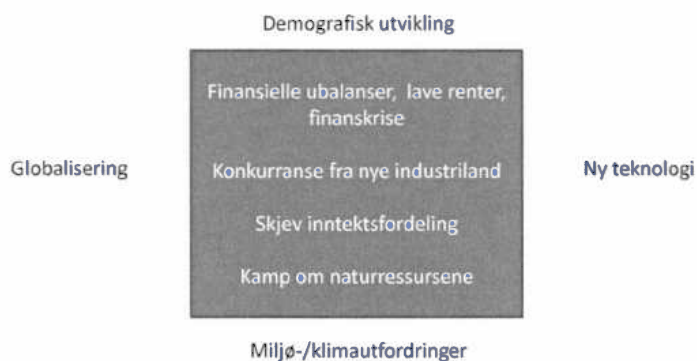 Demografisk utvikling
Finansielle ubalanser, lave renter,
finanskrise
Globalisering
Konkurranse fra nye industriland
Ny teknologi
Skjev inntektsfordeling
Kamp om naturressursene
Miljø-/klimautfordringer